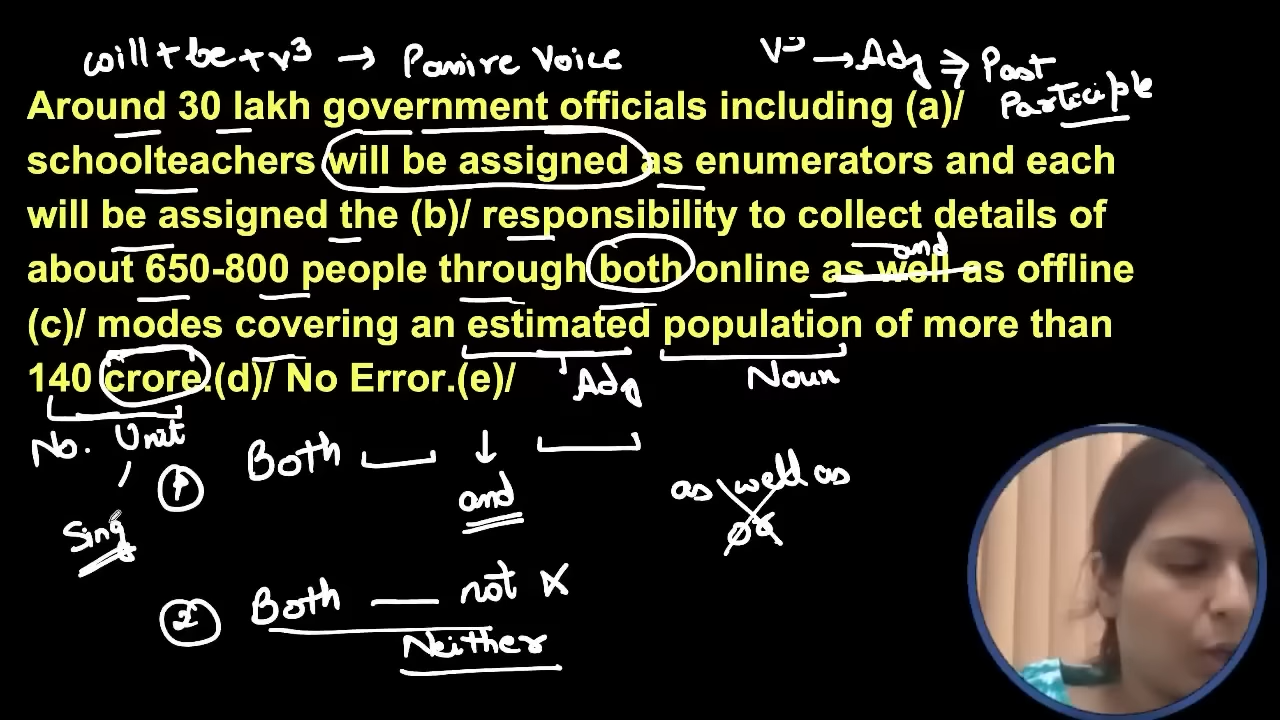 will + be + v³ → Passive Voice
v³ → Adj ⇒ Past Participle
Around 30 lakh government officials including (a)/
schoolteachers will be assigned as enumerators and each
will be assigned the (b)/ responsibility to collect details of
and
about 650-800 people through both online as well as offline
(c)/ modes covering an estimated population of more than
140 crore.(d)/ No Error.(e)/
Adj Noun
No. Unit
Sing
1 Both and
as well as
or
2 Both not
Neither